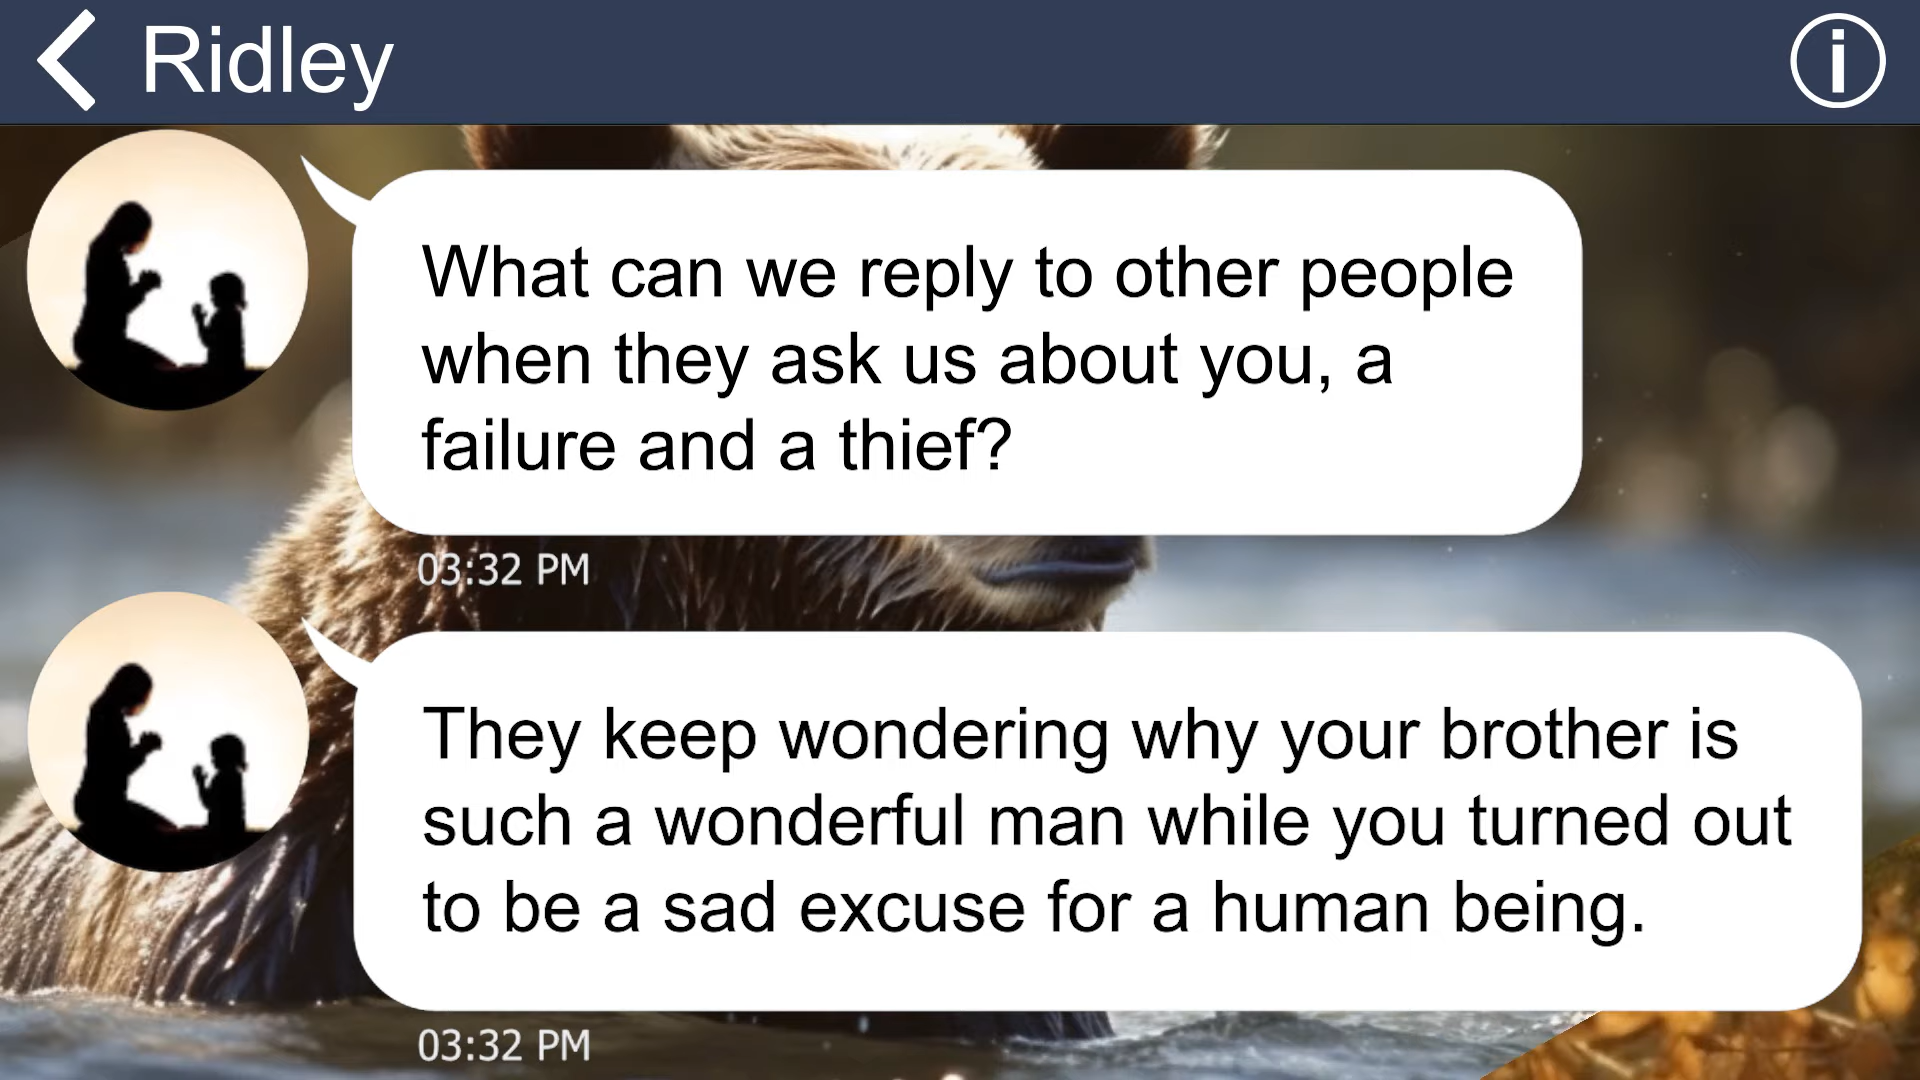 Ridley
What can we reply to other people
when they ask us about you, a
failure and a thief?
03:32 PM
They keep wondering why your brother is
such a wonderful man while you turned out
to be a sad excuse for a human being.
03:32 PM